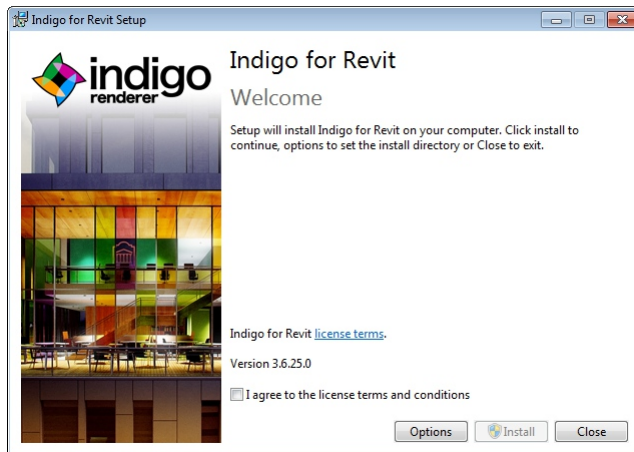 Indigo for Revit Setup
indigo
renderer
Indigo for Revit
Welcome
Setup will install Indigo for Revit on your computer. Click install to
continue, options to set the install directory or Close to exit.
Indigo for Revit license terms.
Version 3.6.25.0
I agree to the license terms and conditions
Options
Install
Close